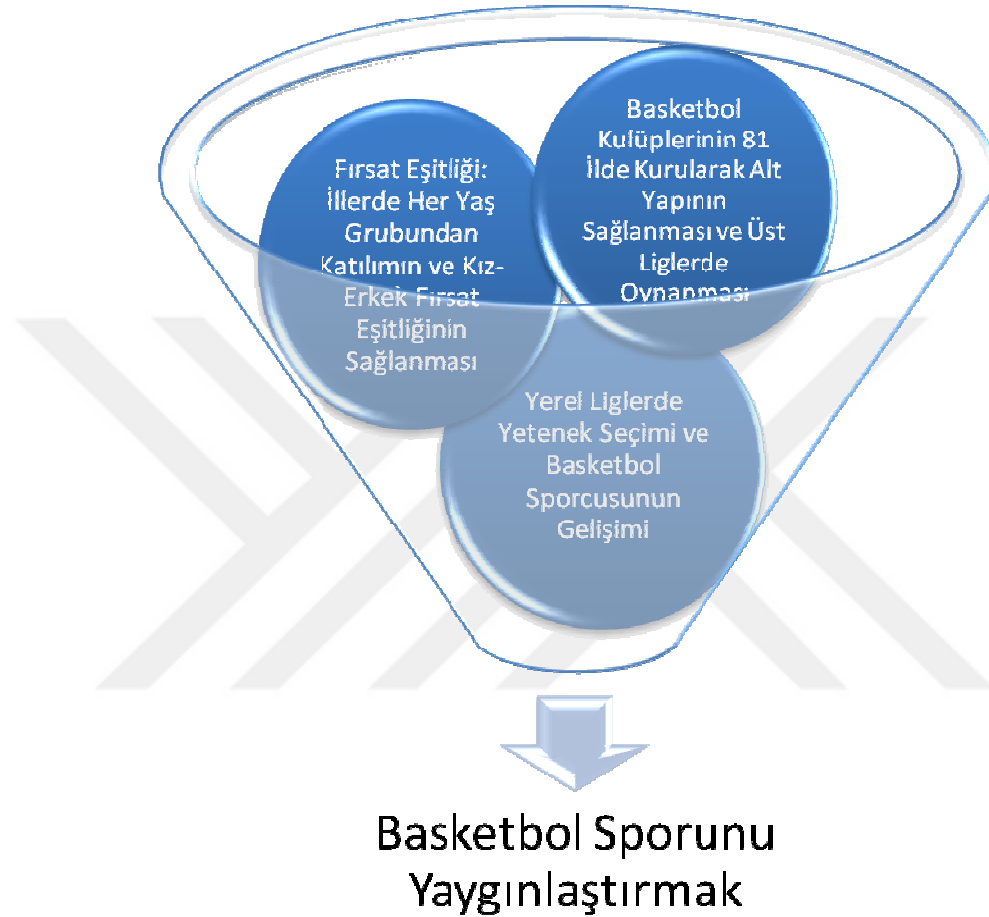 Fırsat Eşitliği:
İllerde Her Yaş
Grubundan
Katılımın ve Kız-
Erkek Fırsat
Eşitliğinin
Sağlanması
Basketbol
Kulüplerinin 81
İlde Kurularak Alt
Yapının
Sağlanması ve Üst
Liglerde
Oynanması
Yerel Liglerde
Yetenek Seçimi ve
Basketbol
Sporcusunun
Gelişimi
Basketbol Sporunu
Yaygınlaştırmak